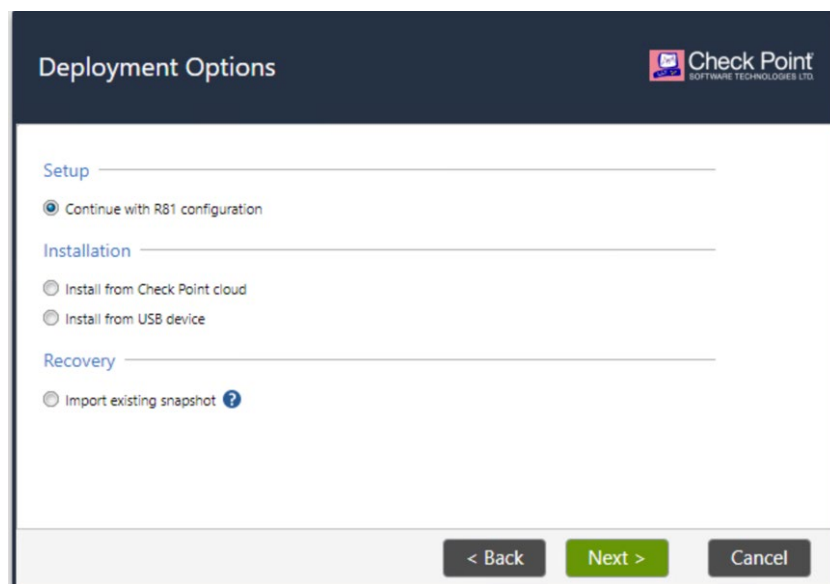 Deployment Options
Check Point
SOFTWARE TECHNOLOGIES LTD.
Setup
Continue with R81 configuration
Installation
Install from Check Point cloud
Install from USB device
Recovery
Import existing snapshot ?
< Back Next > Cancel